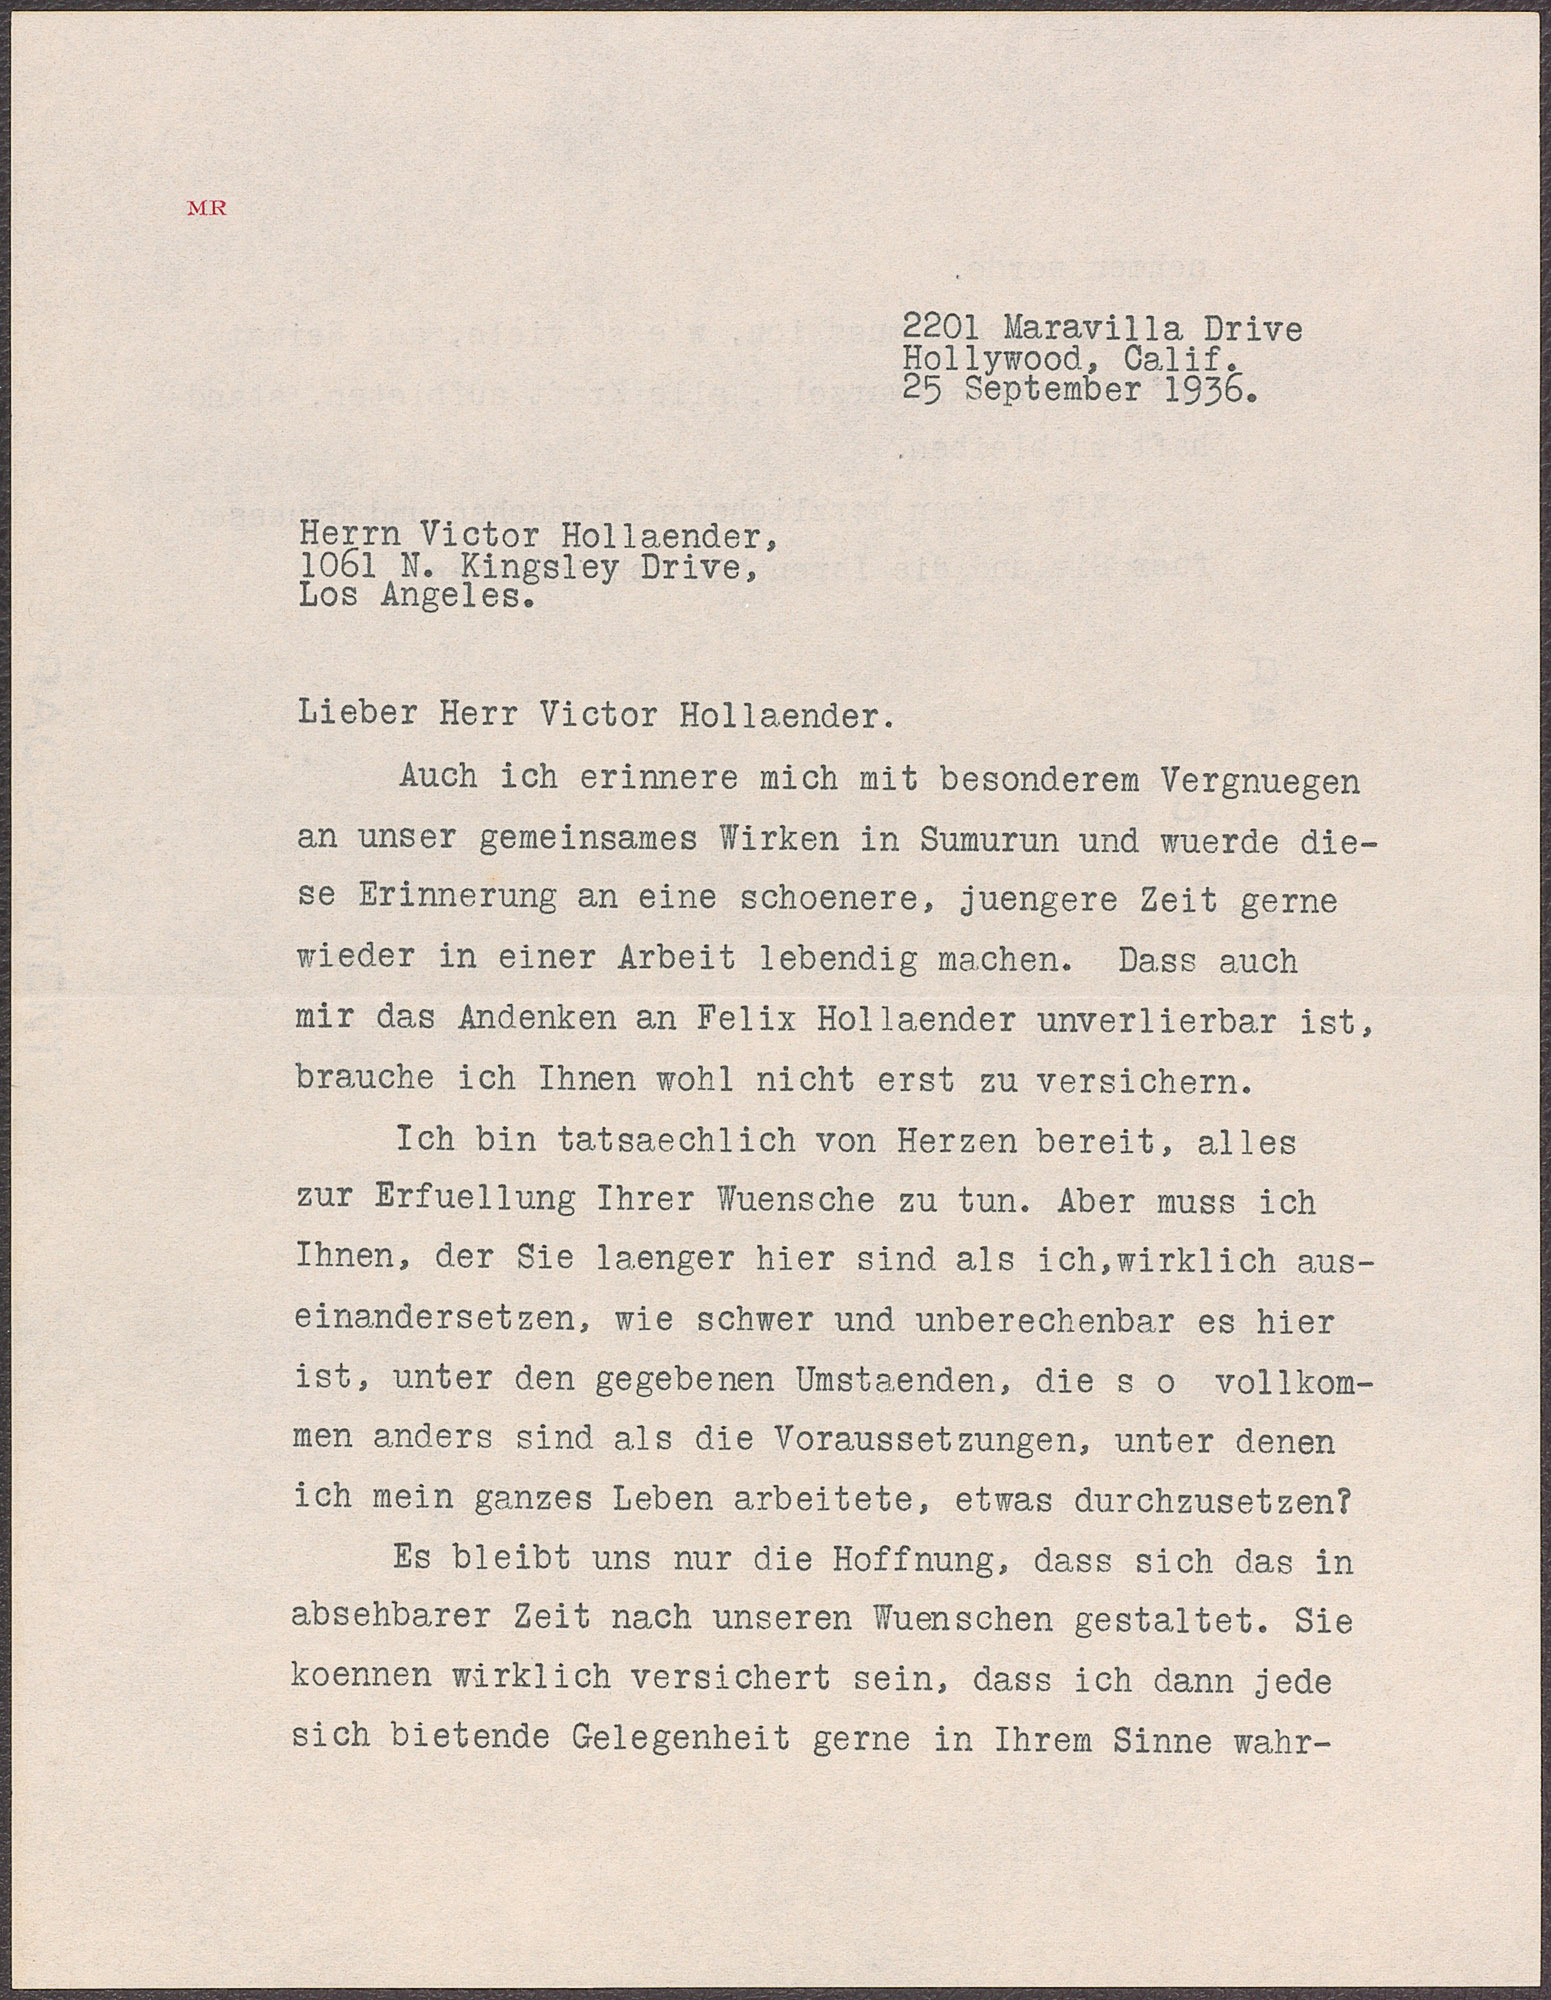 MR
2201 Maravilla Drive
Hollywood, Calif.
25 September 1936.
Herrn Victor Hollaender,
1061 N. Kingsley Drive,
Los Angeles.
Lieber Herr Victor Hollaender.
Auch ich erinnere mich mit besonderem Vergnuegen
an unser gemeinsames Wirken in Sumurun und wuerde die-
se Erinnerung an eine schoenere, juengere Zeit gerne
wieder in einer Arbeit lebendig machen. Dass auch
mir das Andenken an Felix Hollaender unverlierbar ist,
brauche ich Ihnen wohl nicht erst zu versichern.
Ich bin tatsaechlich von Herzen bereit, alles
zur Erfuellung Ihrer Wuensche zu tun. Aber muss ich
Ihnen, der Sie laenger hier sind als ich,wirklich aus-
einandersetzen, wie schwer und unberechenbar es hier
ist, unter den gegebenen Umstaenden, die s o vollkom-
men anders sind als die Voraussetzungen, unter denen
ich mein ganzes Leben arbeitete, etwas durchzusetzen?
Es bleibt uns nur die Hoffnung, dass sich das in
absehbarer Zeit nach unseren Wuenschen gestaltet. Sie
koennen wirklich versichert sein, dass ich dann jede
sich bietende Gelegenheit gerne in Ihrem Sinne wahr-